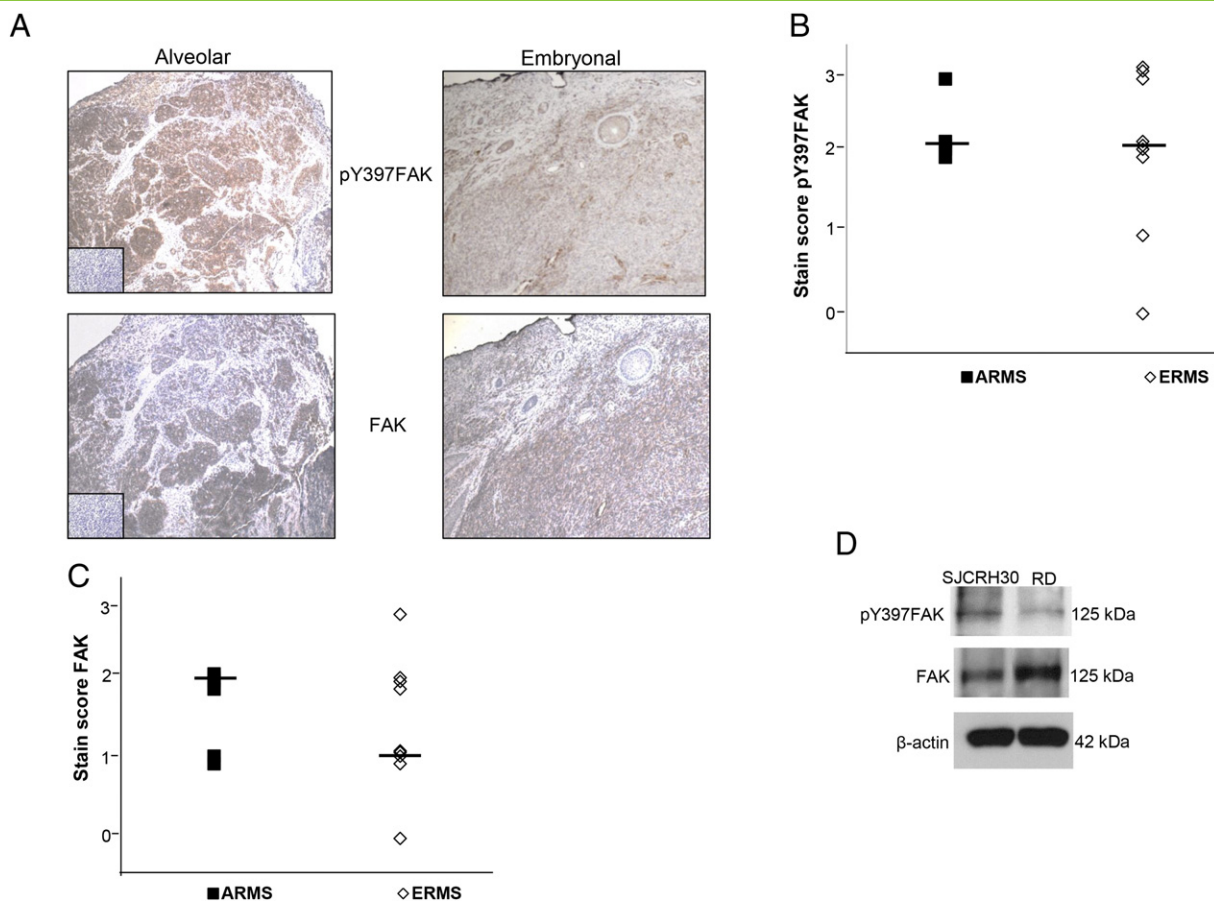 A
Alveolar
Embryonal
pY397FAK
FAK
B
Stain score pY397FAK
3
2
1
0
ARMS
ERMS
C
Stain score FAK
3
2
1
0
ARMS
ERMS
D
SJCRH30 RD
pY397FAK 125 kDa
FAK 125 kDa
β-actin 42 kDa